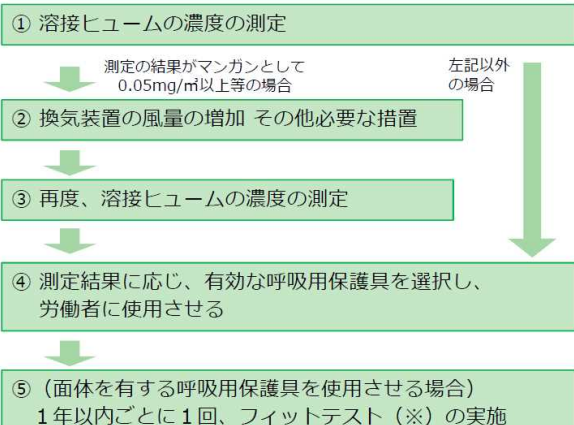 ① 溶接ヒュームの濃度の測定
測定の結果がマンガンとして
0.05mg/㎥以上等の場合
左記以外
の場合
② 換気装置の風量の増加 その他必要な措置
③ 再度、溶接ヒュームの濃度の測定
④ 測定結果に応じ、有効な呼吸用保護具を選択し、
労働者に使用させる
⑤（面体を有する呼吸用保護具を使用させる場合）
１年以内ごとに１回、フィットテスト（※）の実施